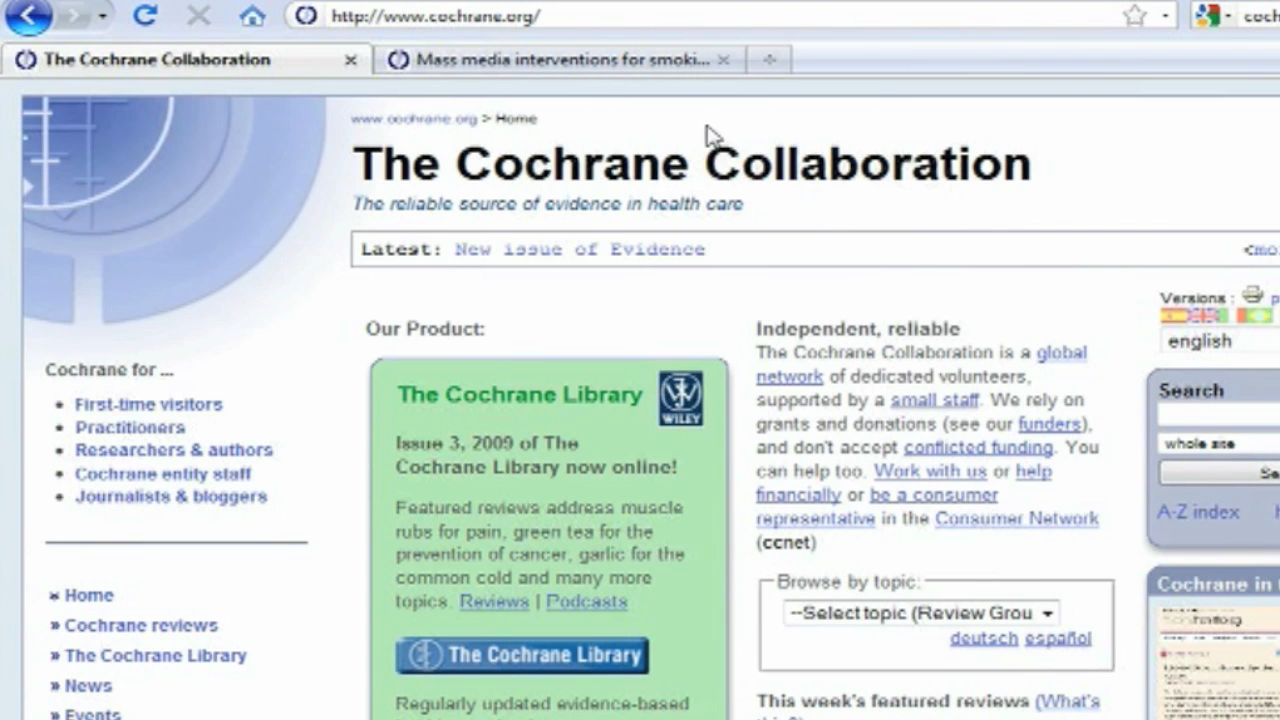 http://www.cochrane.org/
coch
The Cochrane Collaboration
Mass media interventions for smoki...
www.cochrane.org > Home
The Cochrane Collaboration
The reliable source of evidence in health care
Latest: New issue of Evidence
<mo
Cochrane for ...
First-time visitors
Practitioners
Researchers & authors
Cochrane entity staff
Journalists & bloggers
» Home
» Cochrane reviews
» The Cochrane Library
» News
» Events
Our Product:
The Cochrane Library
WILEY
Issue 3, 2009 of The
Cochrane Library now online!
Featured reviews address muscle
rubs for pain, green tea for the
prevention of cancer, garlic for the
common cold and many more
topics. Reviews | Podcasts
The Cochrane Library
Regularly updated evidence-based
Independent, reliable
The Cochrane Collaboration is a global
network of dedicated volunteers,
supported by a small staff. We rely on
grants and donations (see our funders),
and don't accept conflicted funding. You
can help too. Work with us or help
financially or be a consumer
representative in the Consumer Network
(ccnet)
Browse by topic:
--Select topic (Review Grou
deutsch español
This week's featured reviews (What's
this?)
Versions : p
english
Search
whole site
Se
A-Z index
Cochrane in